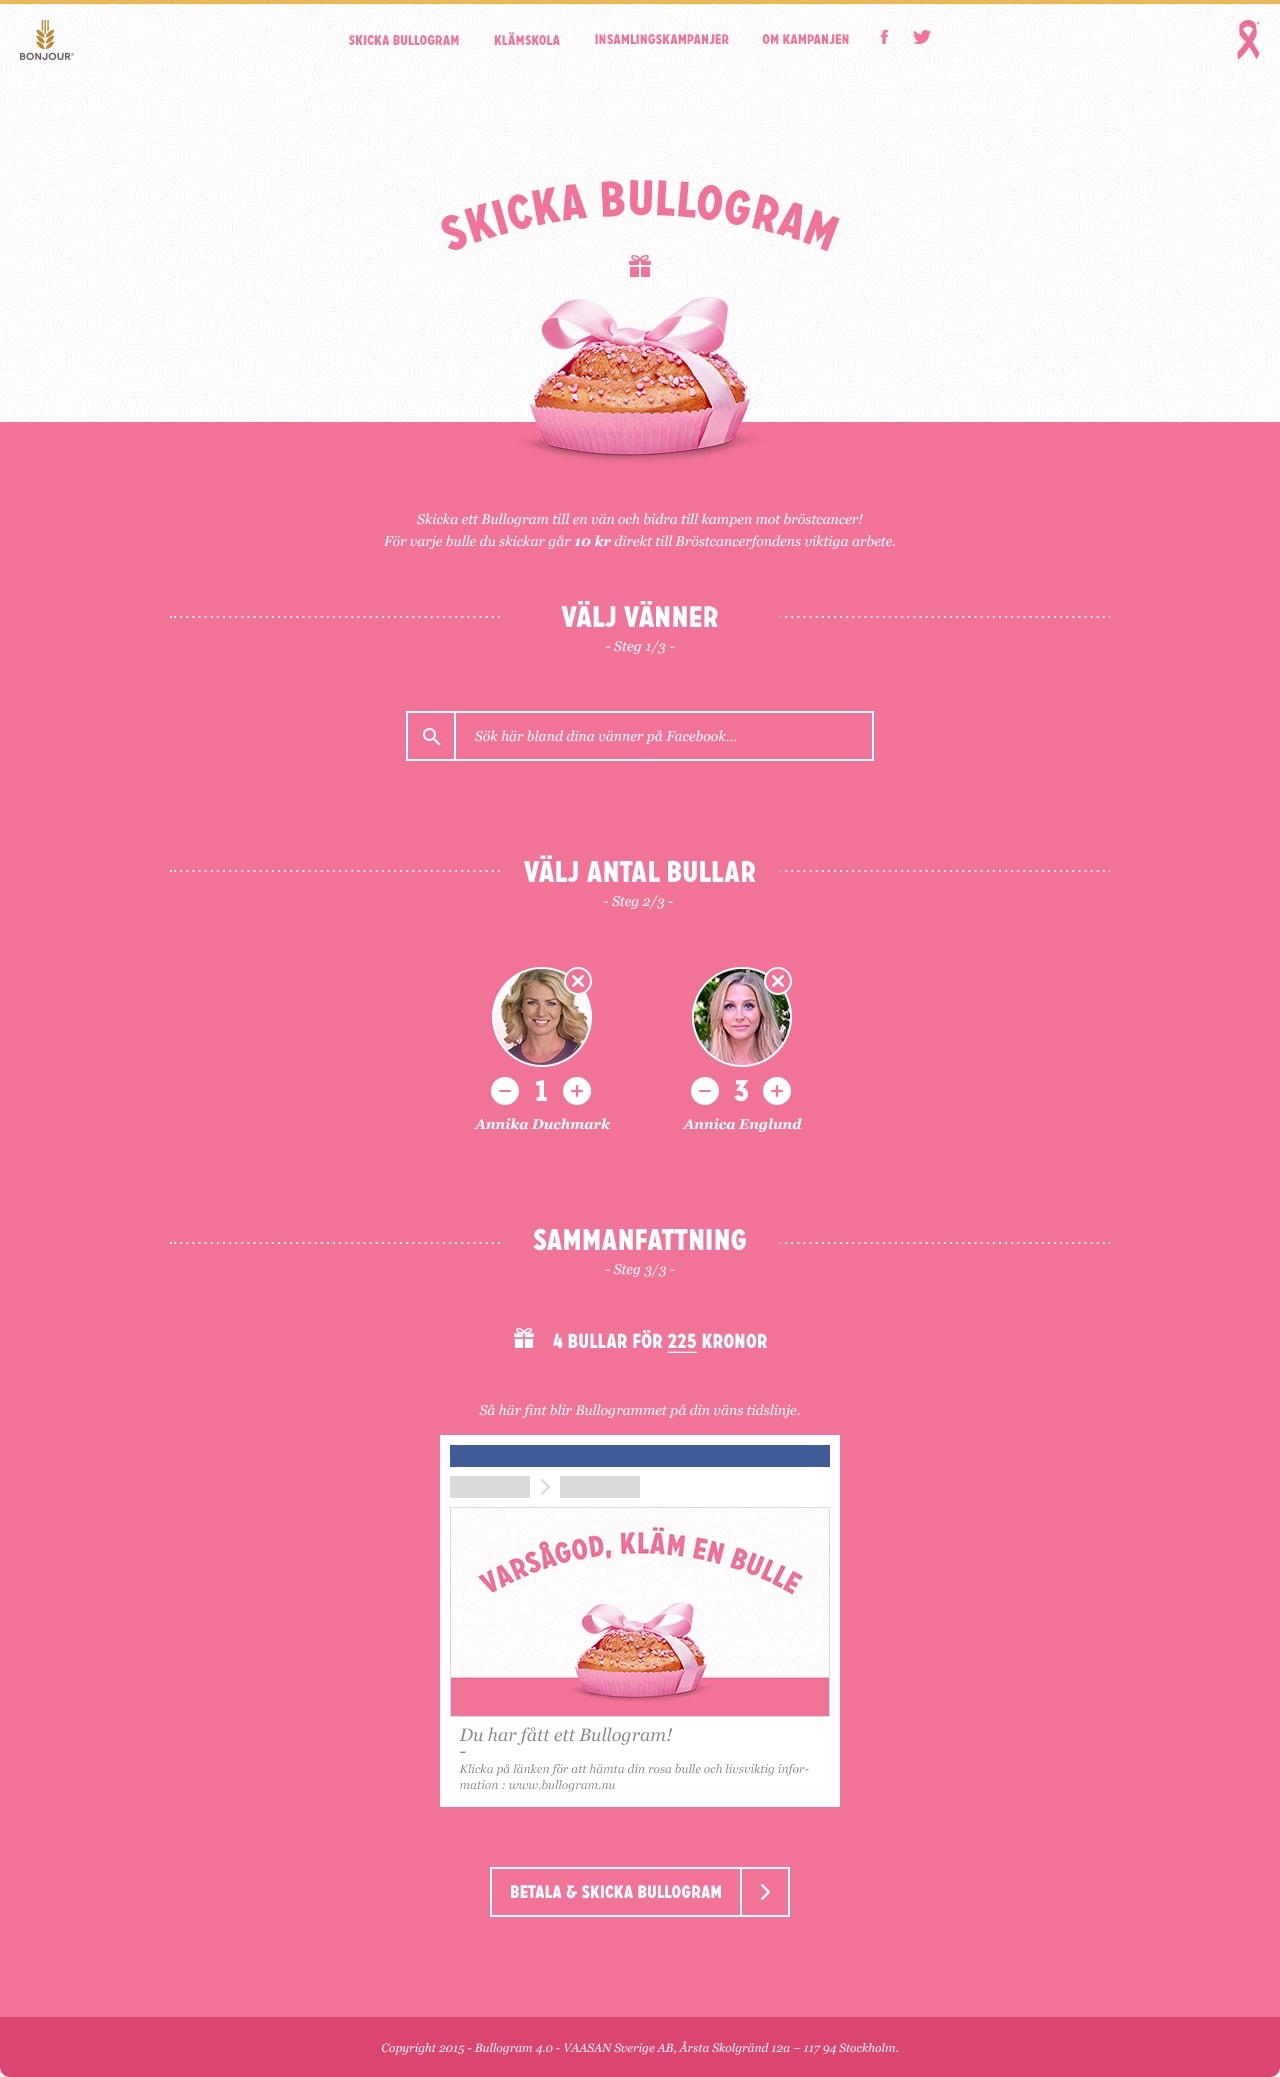 BONJOUR
SKICKA BULLOGRAM
KLÄMSKOLA
INSAMLINGSKAMPANJER
OM KAMPANJEN
SKICKA BULLOGRAM
Skicka ett Bullogram till en vän och bidra till kampen mot bröstcancer!
För varje bulle du skickar går 10 kr direkt till Bröstcancerfondens viktiga arbete.
VÄLJ VÄNNER
- Steg 1/3 -
Sök här bland dina vänner på Facebook...
VÄLJ ANTAL BULLAR
- Steg 2/3 -
1
3
Annika Duchmark
Annica Englund
SAMMANFATTNING
- Steg 3/3 -
4 BULLAR FÖR 225 KRONOR
Så här fint blir Bullogrammet på din väns tidslinje.
VARSÅGOD, KLÄM EN BULLE
Du har fått ett Bullogram!
-
Klicka på länken för att hämta din rosa bulle och livsviktig infor-
mation : www.bullogram.nu
BETALA & SKICKA BULLOGRAM
Copyright 2015 - Bullogram 4.0 - VAASAN Sverige AB, Årsta Skolgränd 12a – 117 94 Stockholm.